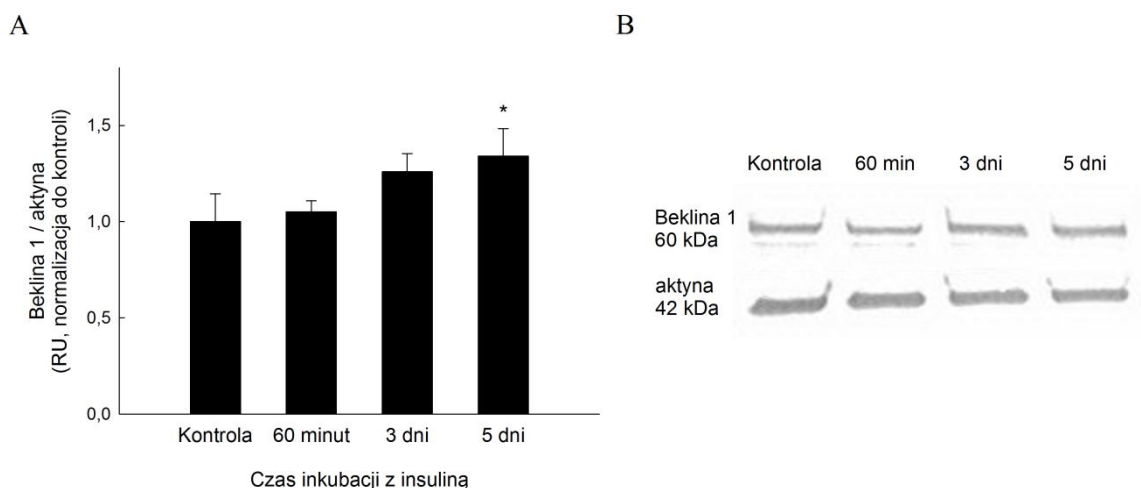 A
B
Beklina 1 / aktyna
(RU, normalizacja do kontroli)
1,5
1,0
0,5
0,0
*
Kontrola 60 minut 3 dni 5 dni
Czas inkubacji z insuliną
Kontrola 60 min 3 dni 5 dni
Beklina 1
60 kDa
aktyna
42 kDa